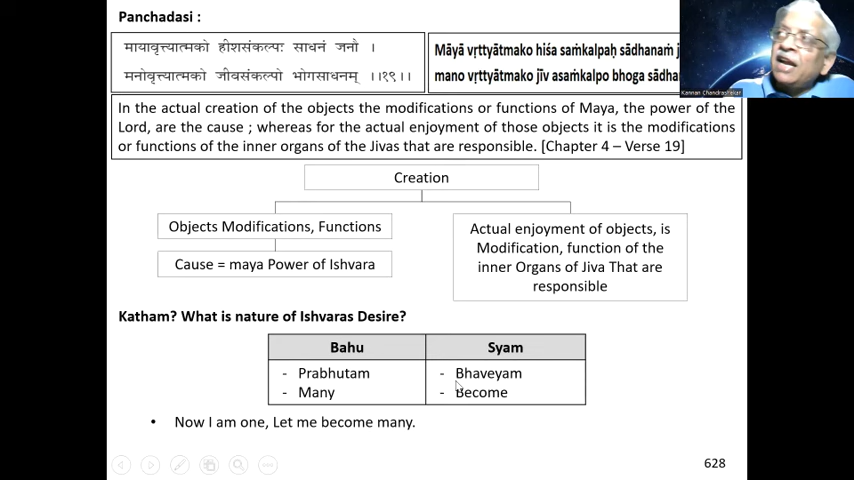 Panchadasi :
मायावृत्त्यात्मको हीशसंकल्पः साधनं जनौ ।
मनोवृत्त्यात्मको जीवसंकल्पो भोगसाधनम् ।।१९।।
Māyā vṛttyātmako hiśa saṁkalpaḥ sādhanaṁ j
mano vṛttyātmako jīv asaṁkalpo bhoga sādha
Kannan Chandrashekar
In the actual creation of the objects the modifications or functions of Maya, the power of the
Lord, are the cause ; whereas for the actual enjoyment of those objects it is the modifications
or functions of the inner organs of the Jivas that are responsible. [Chapter 4 – Verse 19]
Creation
Objects Modifications, Functions
Cause = maya Power of Ishvara
Actual enjoyment of objects, is
Modification, function of the
inner Organs of Jiva That are
responsible
Katham? What is nature of Ishvaras Desire?
Bahu
- Prabhutam
- Many
Syam
- Bhaveyam
- Become
• Now I am one, Let me become many.
628